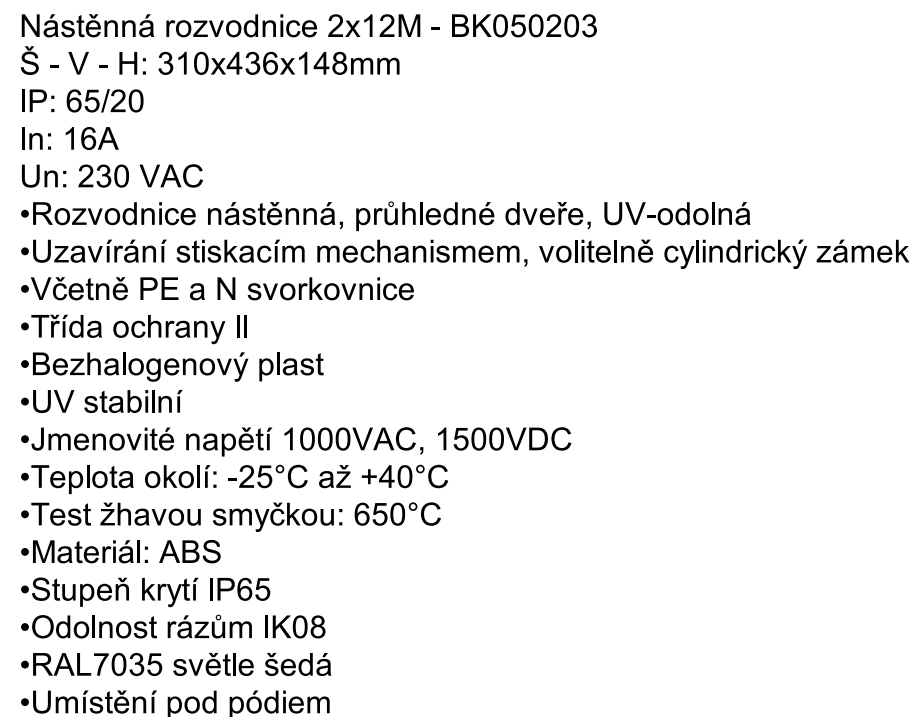 Nástěnná rozvodnice 2x12M - BK050203
Š - V - H: 310x436x148mm
IP: 65/20
In: 16A
Un: 230 VAC
•Rozvodnice nástěnná, průhledné dveře, UV-odolná
•Uzavírání stiskacím mechanismem, volitelně cylindrický zámek
•Včetně PE a N svorkovnice
•Třída ochrany II
•Bezhalogenový plast
•UV stabilní
•Jmenovité napětí 1000VAC, 1500VDC
•Teplota okolí: -25°C až +40°C
•Test žhavou smyčkou: 650°C
•Materiál: ABS
•Stupeň krytí IP65
•Odolnost rázům IK08
•RAL7035 světle šedá
•Umístění pod pódiem